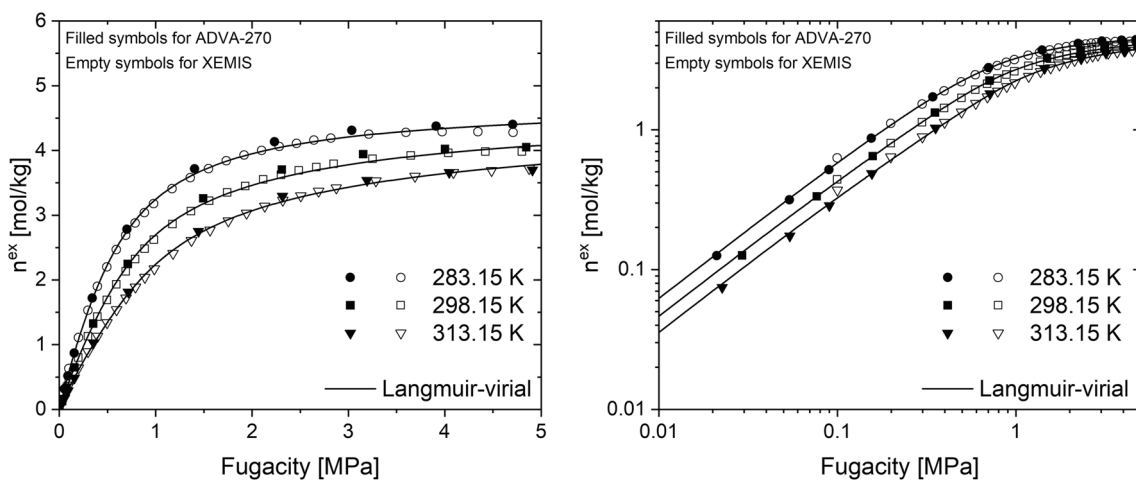 Filled symbols for ADVA-270
Empty symbols for XEMIS
6
5
4
3
2
1
0
n^ex [mol/kg]
283.15 K
298.15 K
313.15 K
Langmuir-virial
0 1 2 3 4 5
Fugacity [MPa]
Filled symbols for ADVA-270
Empty symbols for XEMIS
1
0.1
0.01
n^ex [mol/kg]
283.15 K
298.15 K
313.15 K
Langmuir-virial
0.01 0.1 1
Fugacity [MPa]